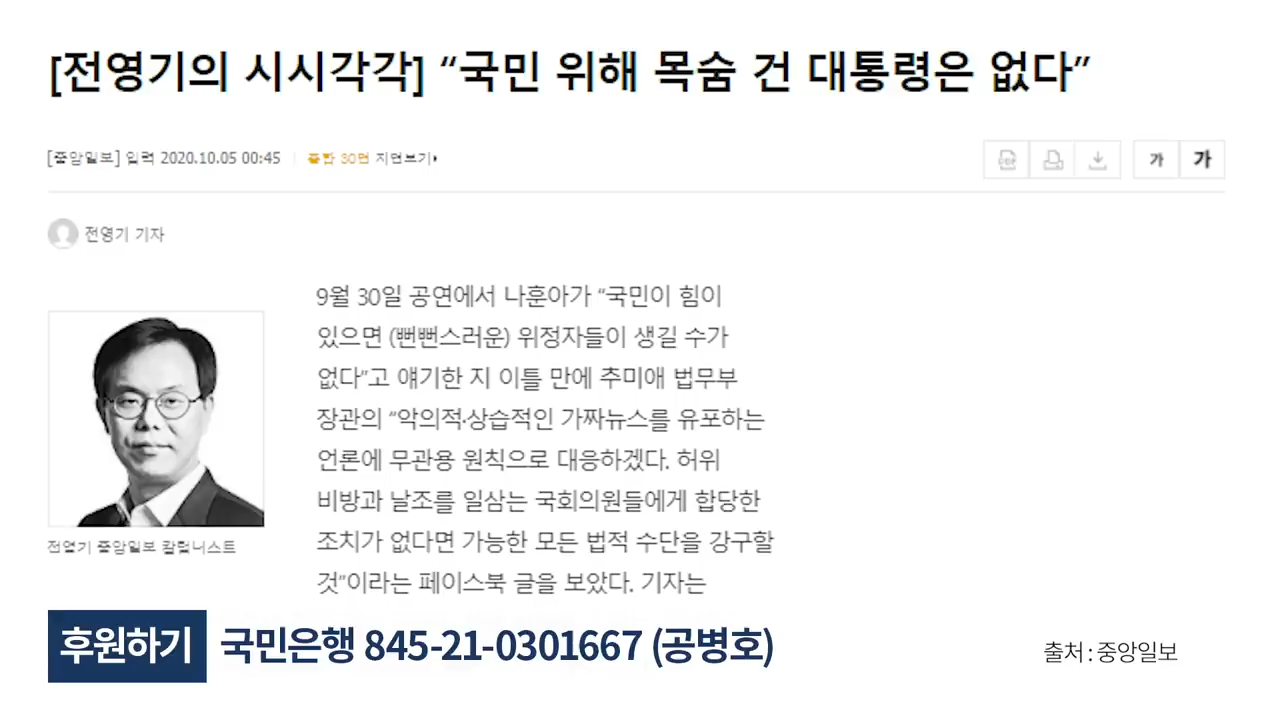 [전영기의 시시각각] “국민 위해 목숨 건 대통령은 없다”
[중앙일보] 입력 2020.10.05 00:45 종합 30면 지면보기
가 가
전영기 기자
9월 30일 공연에서 나훈아가 “국민이 힘이
있으면 (뻔뻔스러운) 위정자들이 생길 수가
없다”고 얘기한 지 이틀 만에 추미애 법무부
장관의 “악의적·상습적인 가짜뉴스를 유포하는
언론에 무관용 원칙으로 대응하겠다. 허위
비방과 날조를 일삼는 국회의원들에게 합당한
조치가 없다면 가능한 모든 법적 수단을 강구할
것”이라는 페이스북 글을 보았다. 기자는
전영기 중앙일보 칼럼니스트
후원하기 국민은행 845-21-0301667 (공병호)
출처 : 중앙일보